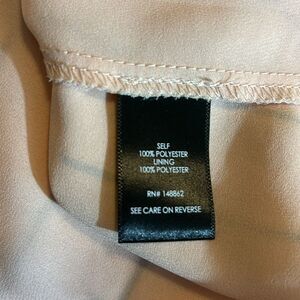 SELF
100% POLYESTER
LINING
100% POLYESTER
RN# 148862
SEE CARE ON REVERSE